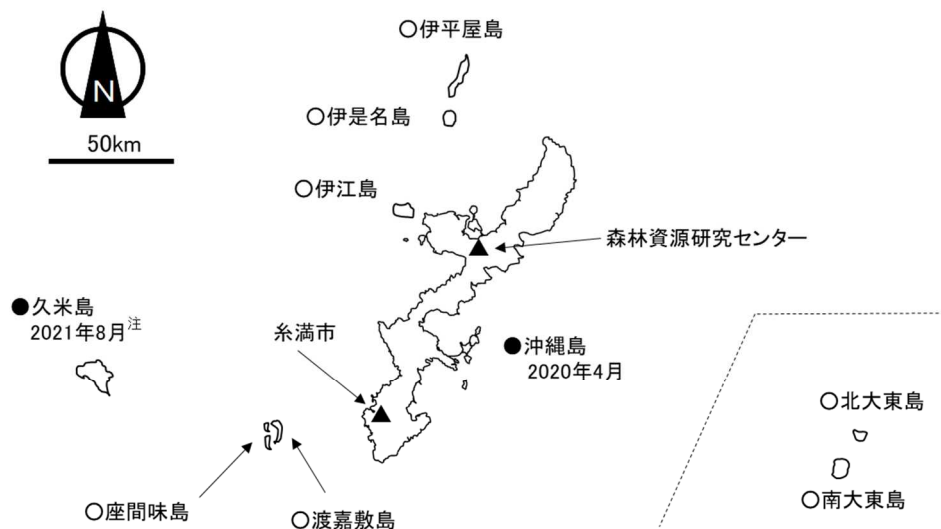 ○伊平屋島
N
○伊是名島
50km
○伊江島
森林資源研究センター
●久米島
2021年8月注
糸満市
●沖縄島
2020年4月
○北大東島
○南大東島
○座間味島
○渡嘉敷島